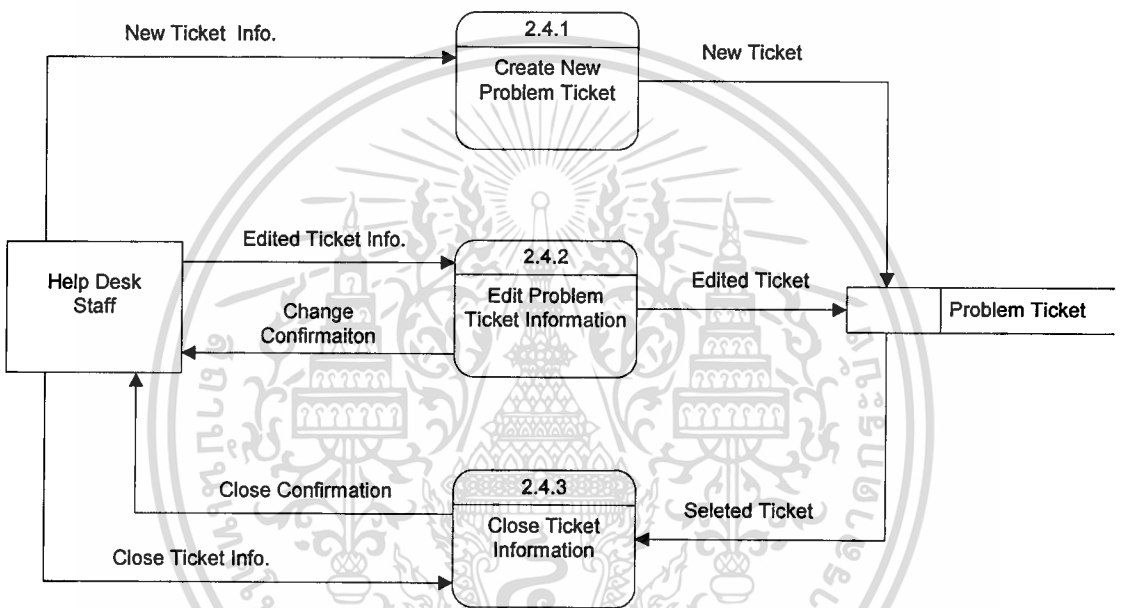 New Ticket Info.
2.4.1
New Ticket
Create New
Problem Ticket
Edited Ticket Info.
2.4.2
Help Desk
Staff
Edit Problem
Ticket Information
Edited Ticket
Problem Ticket
Change
Confirmaiton
Close Confirmation
2.4.3
Seleted Ticket
Close Ticket
Information
Close Ticket Info.